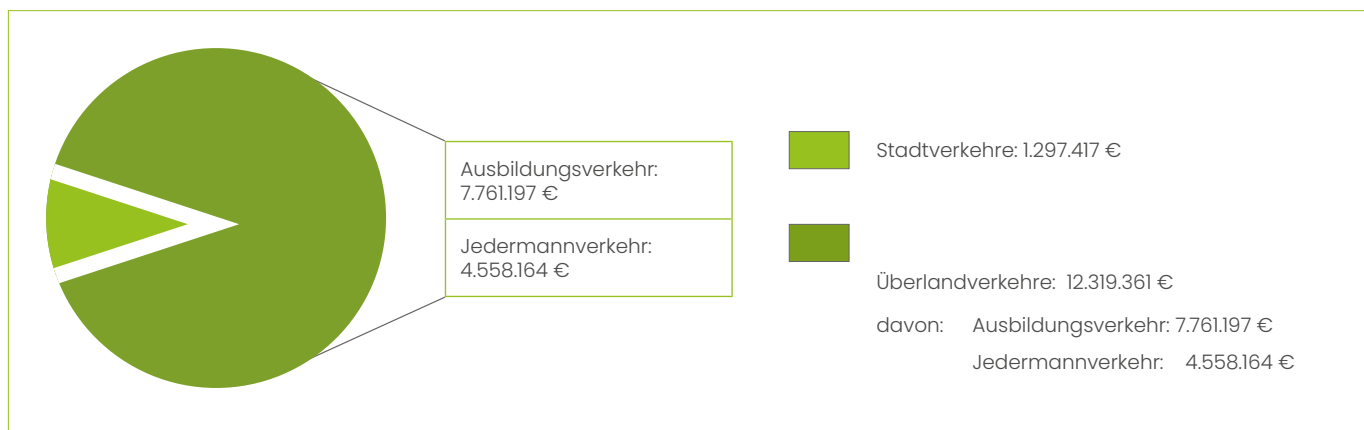 Ausbildungsverkehr:
7.761.197 €
Jedermannverkehr:
4.558.164 €
Stadtverkehre: 1.297.417 €
Überlandverkehre: 12.319.361 €
davon: Ausbildungsverkehr: 7.761.197 €
Jedermannverkehr: 4.558.164 €